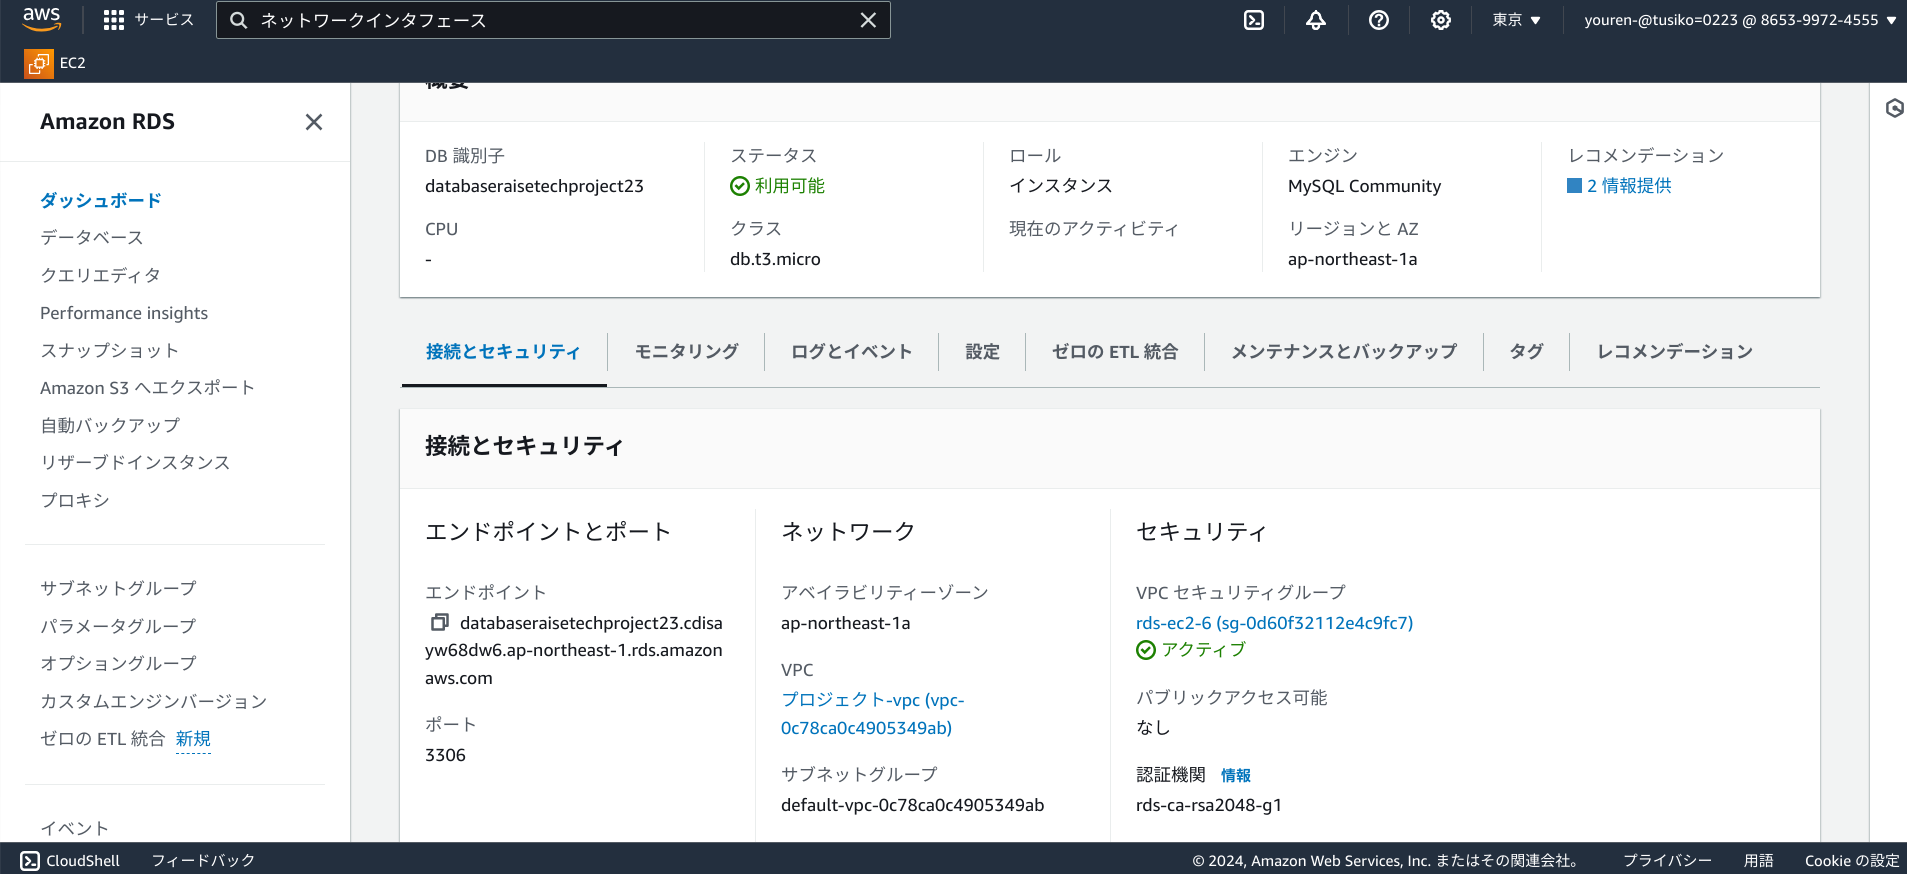 aws
サービス
ネットワークインタフェース
東京 ▼
youren-@tusiko=0223 @ 8653-9972-4555 ▼
EC2
Amazon RDS
ダッシュボード
データベース
クエリエディタ
Performance insights
スナップショット
Amazon S3 へエクスポート
自動バックアップ
リザーブドインスタンス
プロキシ
サブネットグループ
パラメータグループ
オプショングループ
カスタムエンジンバージョン
ゼロの ETL 統合 新規
イベント
概要
DB 識別子
databaseraisetechproject23
CPU
-
ステータス
利用可能
クラス
db.t3.micro
ロール
インスタンス
現在のアクティビティ
エンジン
MySQL Community
リージョンと AZ
ap-northeast-1a
レコメンデーション
2 情報提供
接続とセキュリティ
モニタリング
ログとイベント
設定
ゼロの ETL 統合
メンテナンスとバックアップ
タグ
レコメンデーション
接続とセキュリティ
エンドポイントとポート
エンドポイント
databaseraisetechproject23.cdisa
yw68dw6.ap-northeast-1.rds.amazon
aws.com
ポート
3306
ネットワーク
アベイラビリティーゾーン
ap-northeast-1a
VPC
プロジェクト-vpc (vpc-
0c78ca0c4905349ab)
サブネットグループ
default-vpc-0c78ca0c4905349ab
セキュリティ
VPC セキュリティグループ
rds-ec2-6 (sg-0d60f32112e4c9fc7)
アクティブ
パブリックアクセス可能
なし
認証機関 情報
rds-ca-rsa2048-g1
CloudShell
フィードバック
© 2024, Amazon Web Services, Inc. またはその関連会社。
プライバシー
用語
Cookie の設定